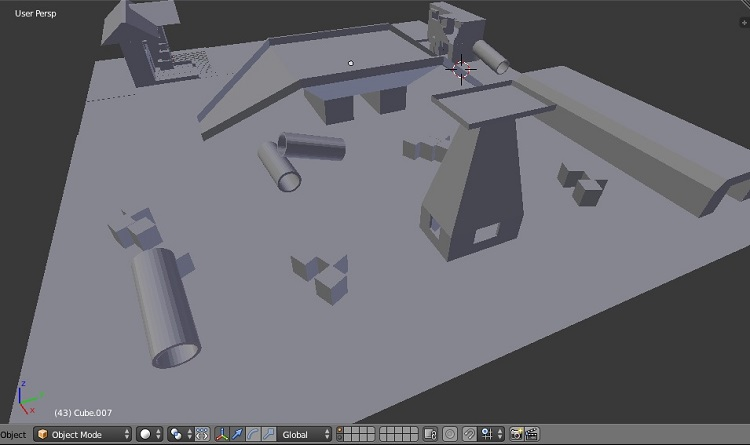 User Persp
(43) Cube.007
Object
Object Mode
Global